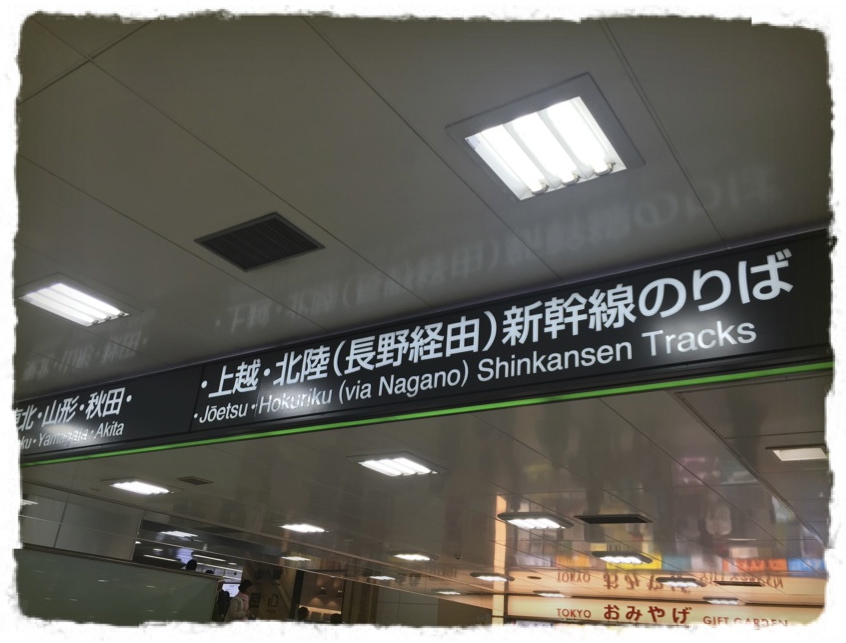 北・山形・秋田・
・上越・北陸(長野経由)新幹線のりば
・Akita
・Jōetsu・Hokuriku (via Nagano) Shinkansen Tracks
TOKYO おみやげ GIFT GARDEN